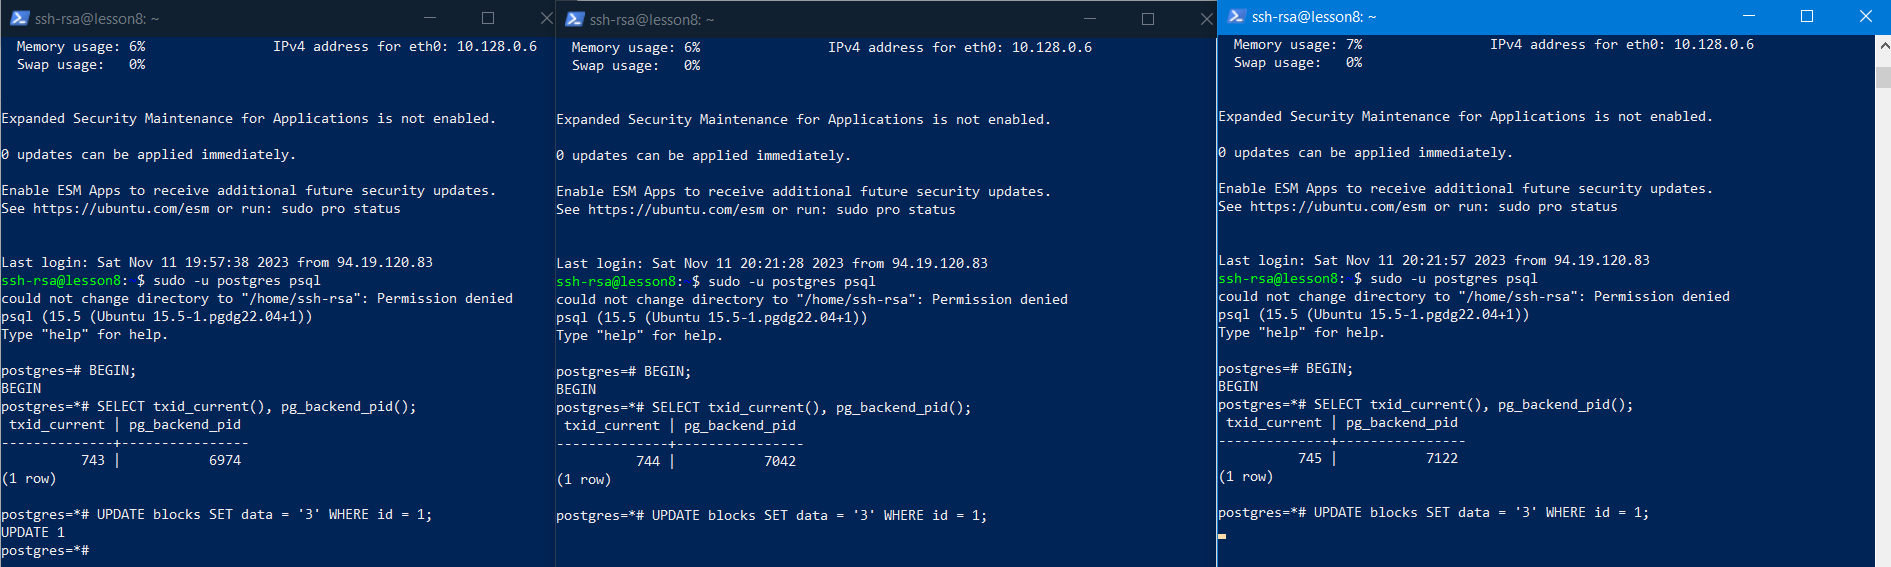 ssh-rsa@lesson8: ~
Memory usage: 6%                IPv4 address for eth0: 10.128.0.6
Swap usage:   0%
Expanded Security Maintenance for Applications is not enabled.
0 updates can be applied immediately.
Enable ESM Apps to receive additional future security updates.
See https://ubuntu.com/esm or run: sudo pro status
Last login: Sat Nov 11 19:57:38 2023 from 94.19.120.83
ssh-rsa@lesson8: $ sudo -u postgres psql
could not change directory to "/home/ssh-rsa": Permission denied
psql (15.5 (Ubuntu 15.5-1.pgdg22.04+1))
Type "help" for help.
postgres=# BEGIN;
BEGIN
postgres=*# SELECT txid_current(), pg_backend_pid();
txid_current | pg_backend_pid
--------------+----------------
743 |           6974
(1 row)
postgres=*# UPDATE blocks SET data = '3' WHERE id = 1;
UPDATE 1
postgres=*#
ssh-rsa@lesson8: ~
Memory usage: 6%                IPv4 address for eth0: 10.128.0.6
Swap usage:   0%
Expanded Security Maintenance for Applications is not enabled.
0 updates can be applied immediately.
Enable ESM Apps to receive additional future security updates.
See https://ubuntu.com/esm or run: sudo pro status
Last login: Sat Nov 11 20:21:28 2023 from 94.19.120.83
ssh-rsa@lesson8: $ sudo -u postgres psql
could not change directory to "/home/ssh-rsa": Permission denied
psql (15.5 (Ubuntu 15.5-1.pgdg22.04+1))
Type "help" for help.
postgres=# BEGIN;
BEGIN
postgres=*# SELECT txid_current(), pg_backend_pid();
txid_current | pg_backend_pid
--------------+----------------
744 |           7042
(1 row)
postgres=*# UPDATE blocks SET data = '3' WHERE id = 1;
ssh-rsa@lesson8: ~
Memory usage: 7%                IPv4 address for eth0: 10.128.0.6
Swap usage:   0%
Expanded Security Maintenance for Applications is not enabled.
0 updates can be applied immediately.
Enable ESM Apps to receive additional future security updates.
See https://ubuntu.com/esm or run: sudo pro status
Last login: Sat Nov 11 20:21:57 2023 from 94.19.120.83
ssh-rsa@lesson8: $ sudo -u postgres psql
could not change directory to "/home/ssh-rsa": Permission denied
psql (15.5 (Ubuntu 15.5-1.pgdg22.04+1))
Type "help" for help.
postgres=# BEGIN;
BEGIN
postgres=*# SELECT txid_current(), pg_backend_pid();
txid_current | pg_backend_pid
--------------+----------------
745 |           7122
(1 row)
postgres=*# UPDATE blocks SET data = '3' WHERE id = 1;